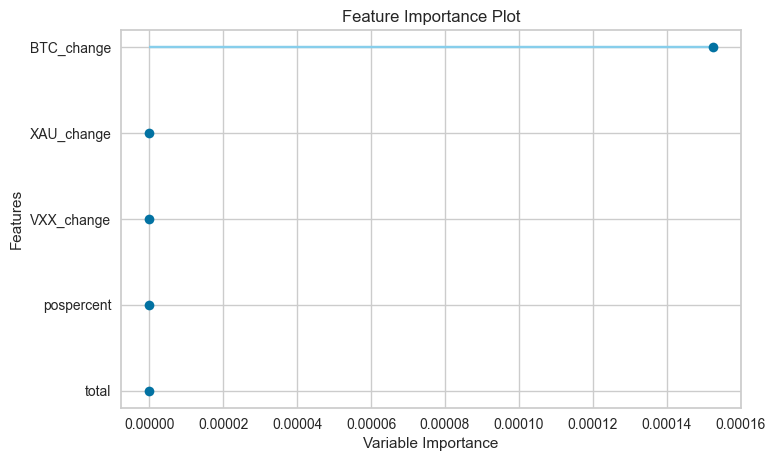 Feature Importance Plot
BTC_change
XAU_change
VXX_change
pospercent
total
Features
0.00000 0.00002 0.00004 0.00006 0.00008 0.00010 0.00012 0.00014 0.00016
Variable Importance